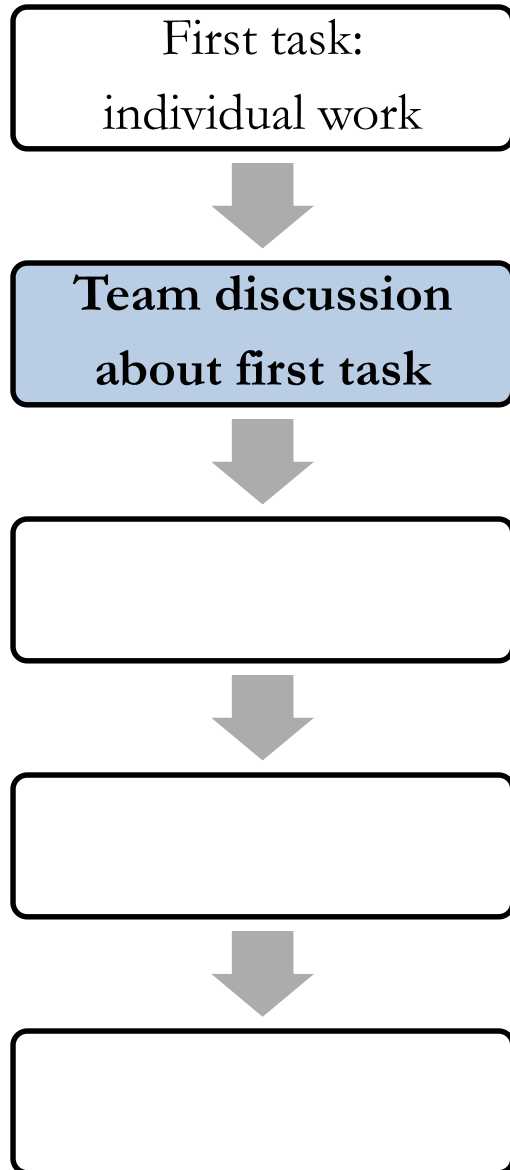 First task:
individual work
Team discussion
about first task